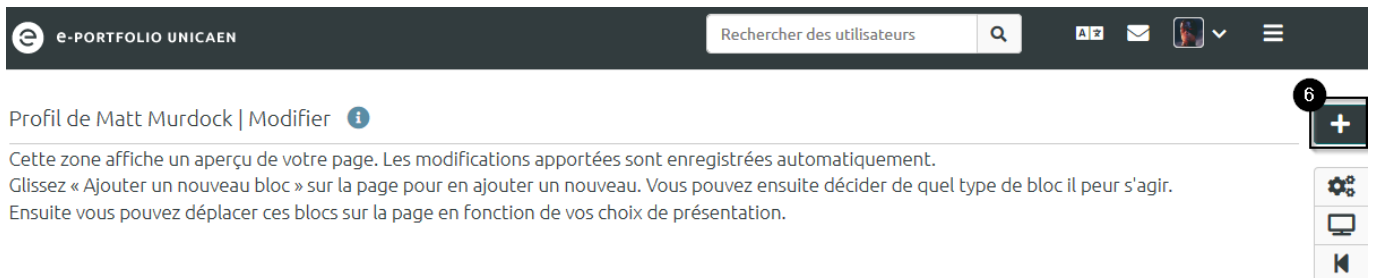 e-PORTFOLIO UNICAEN
Rechercher des utilisateurs
6
Profil de Matt Murdock | Modifier
Cette zone affiche un aperçu de votre page. Les modifications apportées sont enregistrées automatiquement.
Glissez « Ajouter un nouveau bloc » sur la page pour en ajouter un nouveau. Vous pouvez ensuite décider de quel type de bloc il peur s'agir.
Ensuite vous pouvez déplacer ces blocs sur la page en fonction de vos choix de présentation.